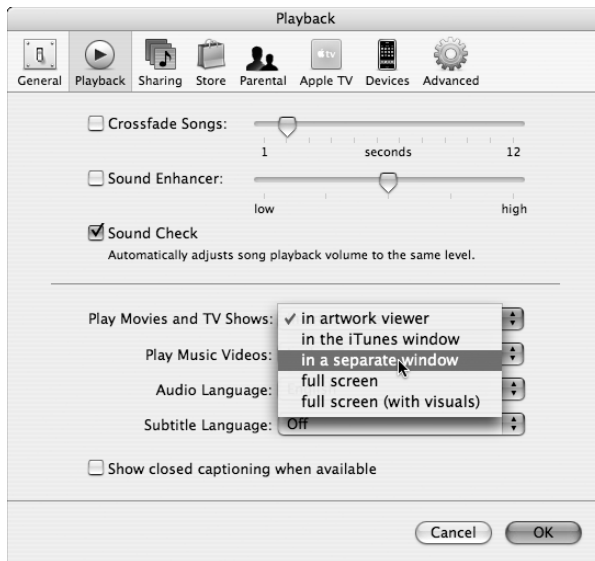 Playback
General Playback Sharing Store Parental Apple TV Devices Advanced
Crossfade Songs:
1 seconds 12
Sound Enhancer:
low high
Sound Check
Automatically adjusts song playback volume to the same level.
Play Movies and TV Shows: ✓ in artwork viewer
in the iTunes window
Play Music Videos: in a separate window
full screen
Audio Language:
full screen (with visuals)
Subtitle Language: Off
Show closed captioning when available
Cancel OK